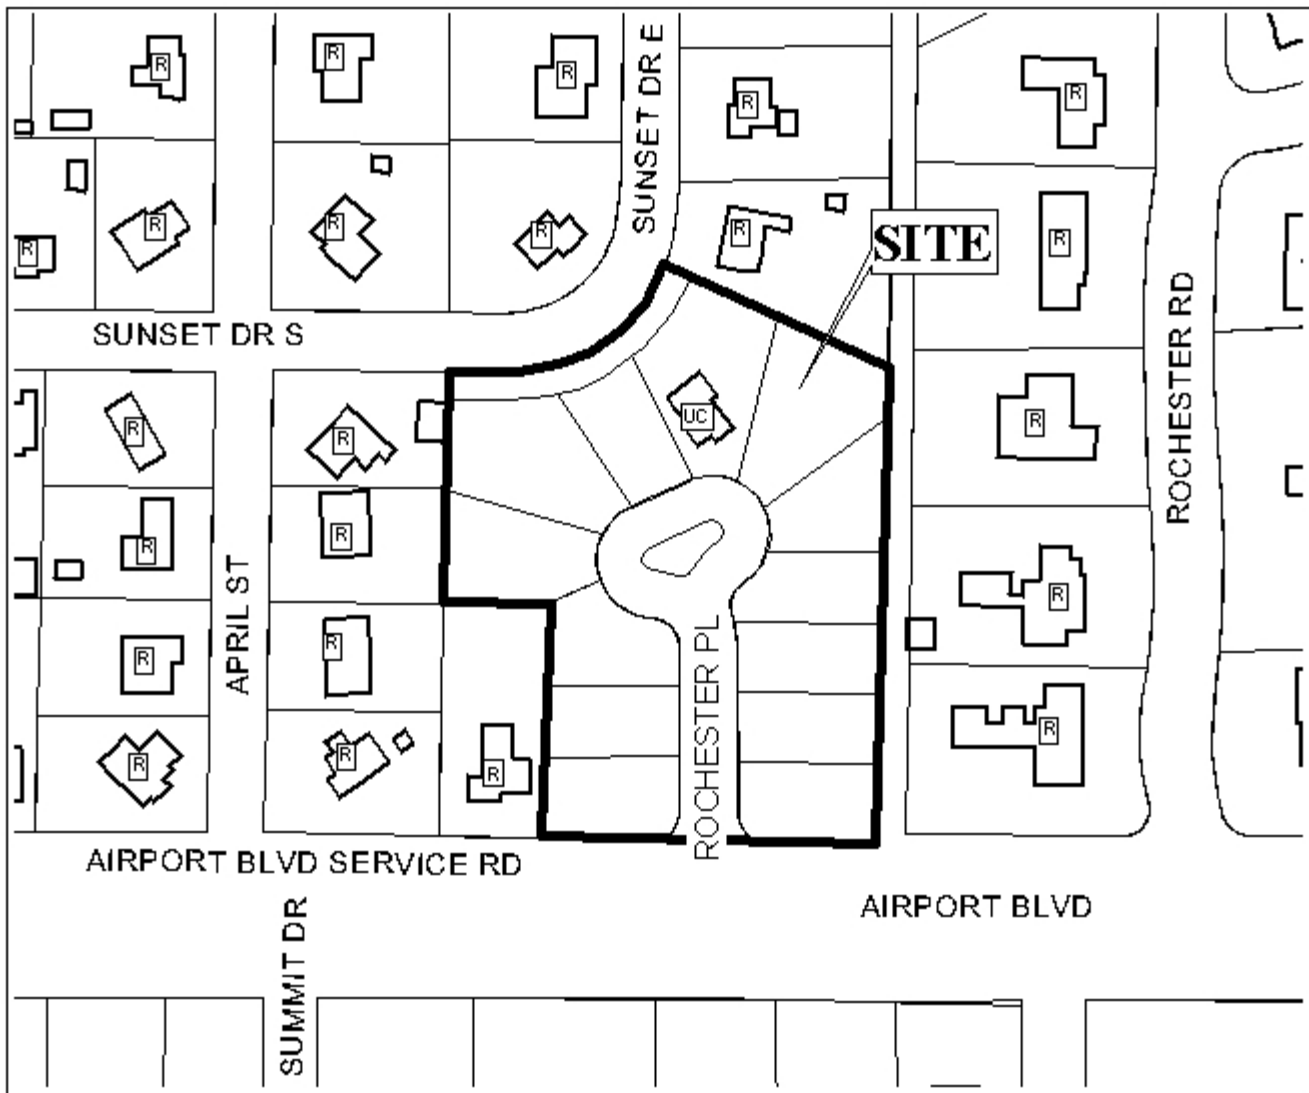 R
R
R
SUNSET DR E
R
R
R
R
R
R
R
R
SITE
SUNSET DR S
ROCHESTER RD
R
R
UC
R
R
R
APRIL ST
R
R
R
ROCHESTER PL
R
R
R
R
R
AIRPORT BLVD SERVICE RD
AIRPORT BLVD
SUMMIT DR